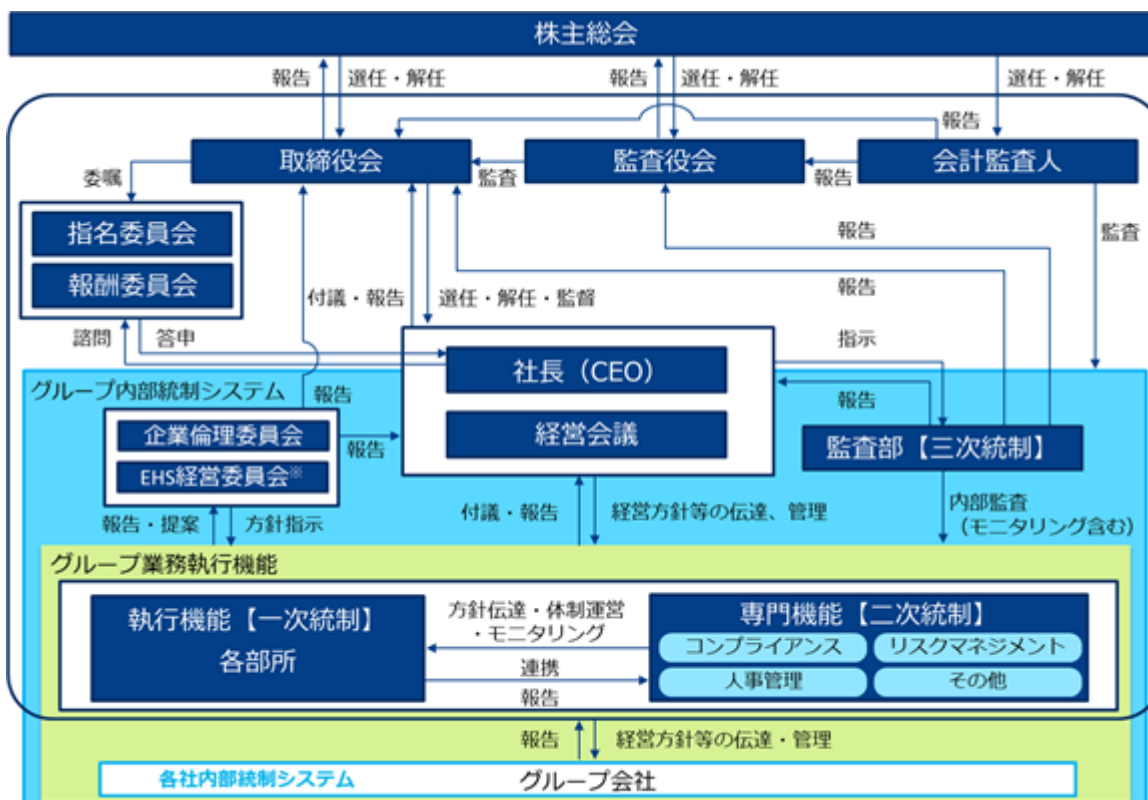 株主総会
報告
選任・解任
報告
選任・解任
選任・解任
報告
取締役会
監査
監査役会
報告
会計監査人
委嘱
指名委員会
報酬委員会
報告
監査
報告
付議・報告
選任・解任・監督
諮問
答申
指示
社長（CEO）
経営会議
グループ内部統制システム
報告
報告
企業倫理委員会
EHS経営委員会※
報告
監査部【三次統制】
報告・提案
方針指示
付議・報告
経営方針等の伝達、管理
内部監査
（モニタリング含む）
グループ業務執行機能
執行機能【一次統制】
各部所
方針伝達・体制運営
・モニタリング
連携
報告
専門機能【二次統制】
コンプライアンス
リスクマネジメント
人事管理
その他
報告
経営方針等の伝達・管理
各社内部統制システム
グループ会社